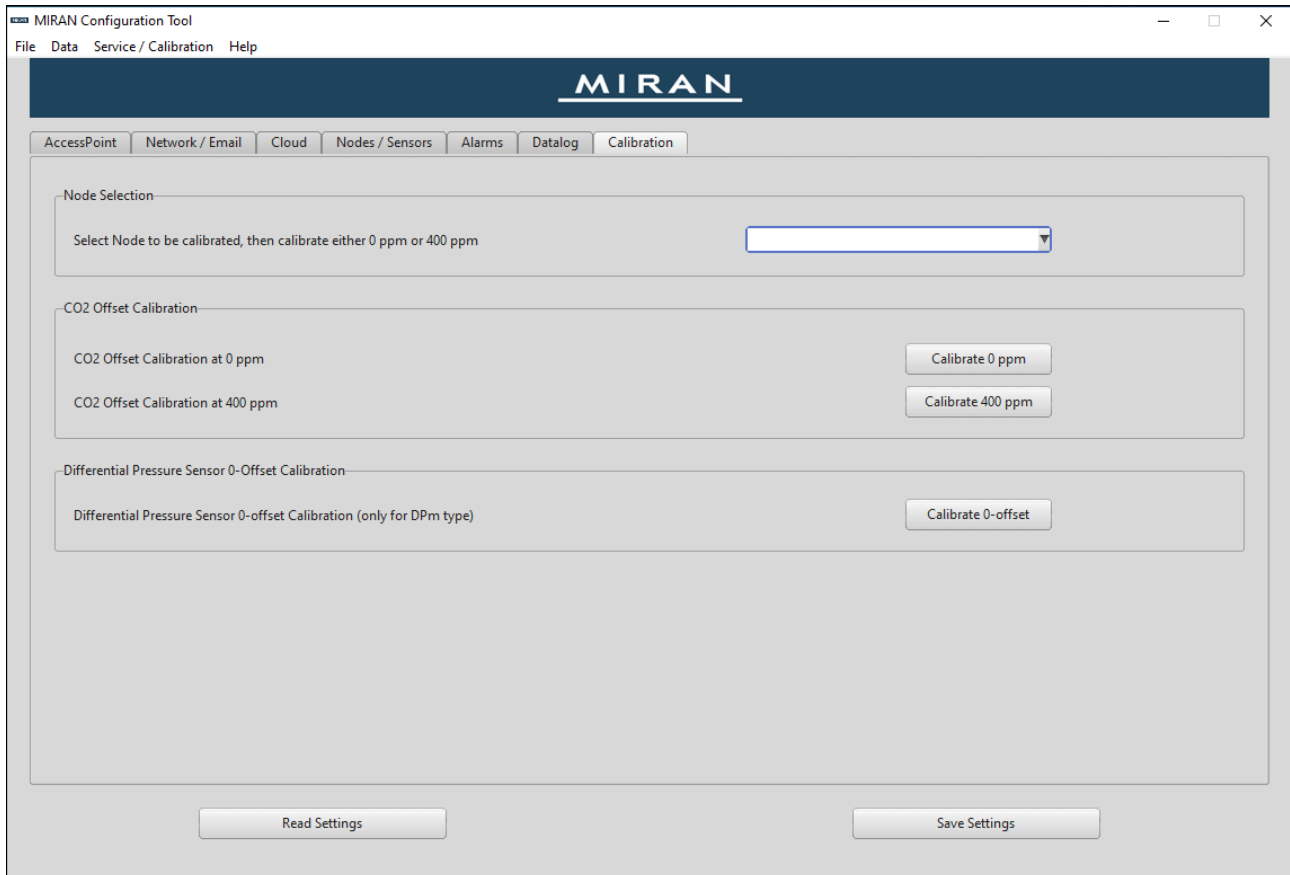 MIRAN Configuration Tool
File Data Service / Calibration Help
MIRAN
AccessPoint Network / Email Cloud Nodes / Sensors Alarms Datalog Calibration
Node Selection
Select Node to be calibrated, then calibrate either 0 ppm or 400 ppm
CO2 Offset Calibration
CO2 Offset Calibration at 0 ppm Calibrate 0 ppm
CO2 Offset Calibration at 400 ppm Calibrate 400 ppm
Differential Pressure Sensor 0-Offset Calibration
Differential Pressure Sensor 0-offset Calibration (only for DPm type) Calibrate 0-offset
Read Settings Save Settings